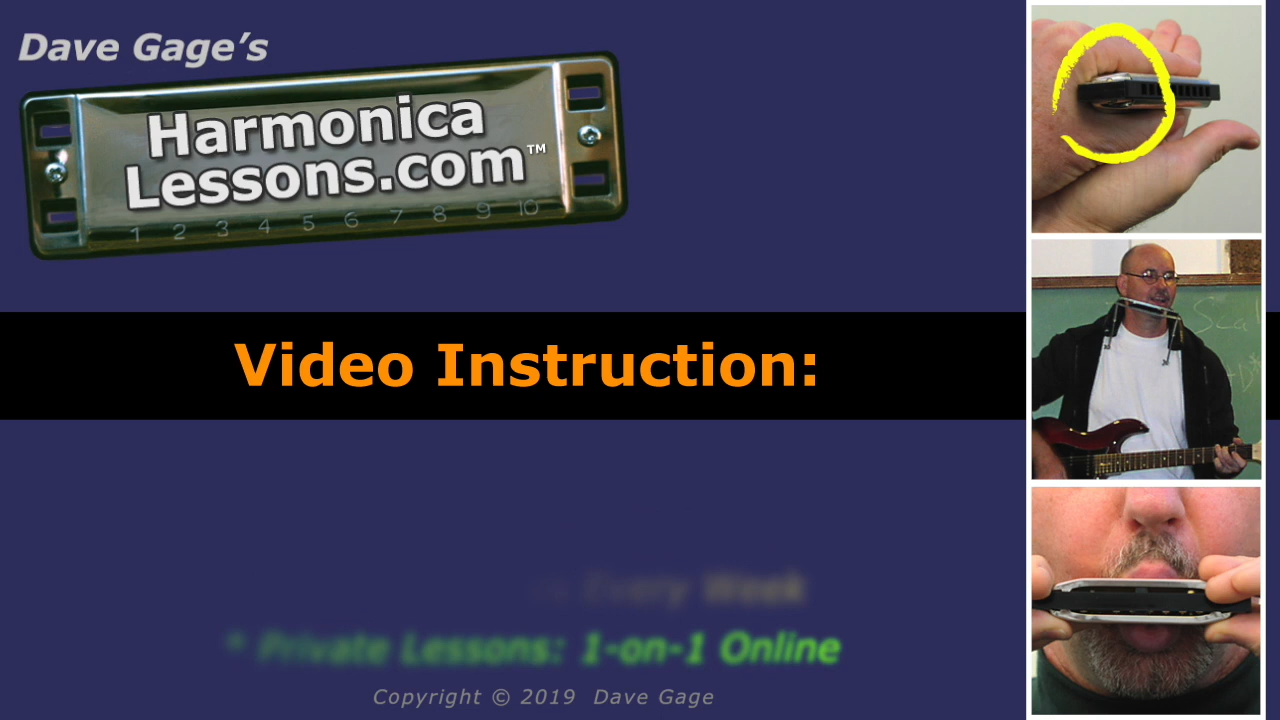 Dave Gage's
Harmonica
Lessons.com™
1 2 3 4 5 6 7 8 9 10
Video Instruction:
Every Week
* Private Lessons: 1-on-1 Online
Copyright © 2019 Dave Gage